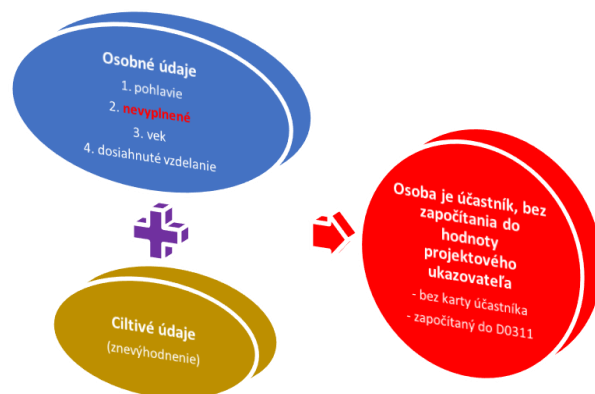 Osobné údaje
1. pohlavie
2. nevyplnené
3. vek
4. dosiahnuté vzdelanie
Ciltivé údaje
(znevýhodnenie)
Osoba je účastník, bez
započítania do
hodnoty
projektového
ukazovateľa
- bez karty účastníka
- započítaný do D0311